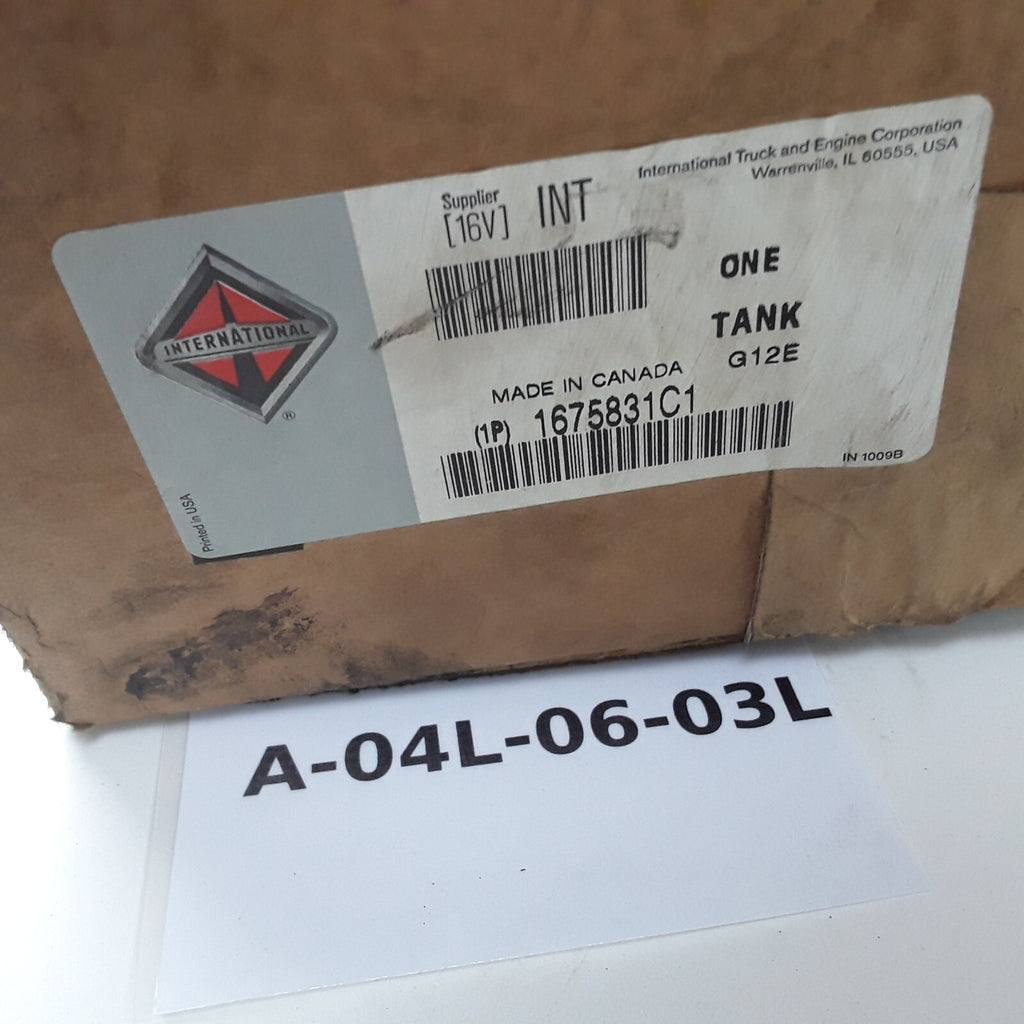 International Truck and Engine Corporation
Warrenville, IL 60555, USA
Supplier
[16V] INT
ONE
TANK
G12E
INTERNATIONAL
®
MADE IN CANADA
(1P) 1675831C1
IN 1009B
Printed in USA
A-04L-06-03L